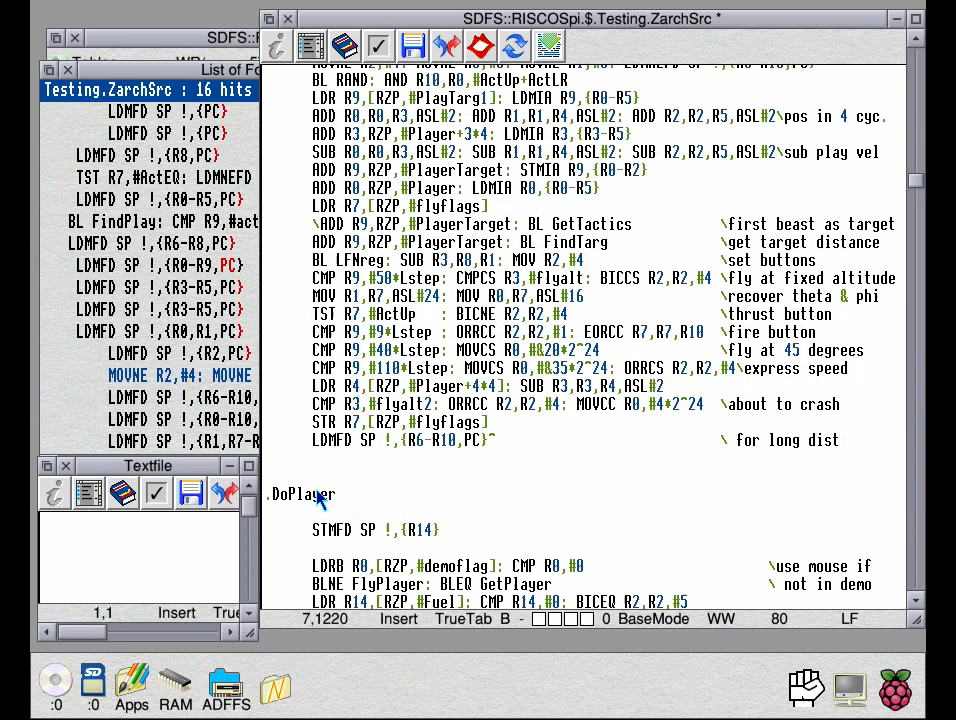 SDFS::R
SDFS::RISCOSpi.$.Testing.ZarchSrc *
List of Fo
Testing.ZarchSrc : 16 hits
LDMFD SP !,{PC}
LDMFD SP !,{PC}
LDMFD SP !,{R8,PC}
TST R7,#ActEQ: LDMNEFD
LDMFD SP !,{R0-R5,PC}
BL FindPlay: CMP R9,#act
LDMFD SP !,{R6-R8,PC}
LDMFD SP !,{R0-R9,PC}
LDMFD SP !,{R3-R5,PC}
LDMFD SP !,{R3-R5,PC}
LDMFD SP !,{R0,R1,PC}
LDMFD SP !,{R2,PC}
MOVNE R2,#4: MOVNE
LDMFD SP !,{R6-R10,
LDMFD SP !,{R0-R10,
LDMFD SP !,{R1,R7-R
BL RAND: AND R10,R0,#ActUp+ActLR
LDR R9,[RZP,#PlayTarg1]: LDMIA R9,{R0-R5}
ADD R0,R0,R3,ASL#2: ADD R1,R1,R4,ASL#2: ADD R2,R2,R5,ASL#2\pos in 4 cyc.
ADD R3,RZP,#Player+3*4: LDMIA R3,{R3-R5}
SUB R0,R0,R3,ASL#2: SUB R1,R1,R4,ASL#2: SUB R2,R2,R5,ASL#2\sub play vel
ADD R9,RZP,#PlayerTarget: STMIA R9,{R0-R2}
ADD R0,RZP,#Player: LDMIA R0,{R0-R5}
LDR R7,[RZP,#flyflags]
\ADD R9,RZP,#PlayerTarget: BL GetTactics \first beast as target
ADD R9,RZP,#PlayerTarget: BL FindTarg \get target distance
BL LFNreg: SUB R3,R8,R1: MOV R2,#4 \set buttons
CMP R9,#50*Lstep: CMPCS R3,#flyalt: BICCS R2,R2,#4 \fly at fixed altitude
MOV R1,R7,ASL#24: MOV R0,R7,ASL#16 \recover theta & phi
TST R7,#ActUp : BICNE R2,R2,#4 \thrust button
CMP R9,#9*Lstep : ORRCC R2,R2,#1: EORCC R7,R7,R10 \fire button
CMP R9,#40*Lstep: MOVCS R0,#&20*2^24 \fly at 45 degrees
CMP R9,#110*Lstep: MOVCS R0,#&35*2^24: ORRCS R2,R2,#4\express speed
LDR R4,[RZP,#Player+4*4]: SUB R3,R3,R4,ASL#2
CMP R3,#flyalt2: ORRCC R2,R2,#4: MOVCC R0,#4*2^24 \about to crash
STR R7,[RZP,#flyflags]
LDMFD SP !,{R6-R10,PC}^ \ for long dist
.DoPlayer
STMFD SP !,{R14}
LDRB R0,[RZP,#demoflag]: CMP R0,#0 \use mouse if
BLNE FlyPlayer: BLEQ GetPlayer \ not in demo
LDR R14,[RZP,#Fuel]: CMP R14,#0: BICEQ R2,R2,#5
7,1220 Insert TrueTab B - 0 BaseMode WW 80 LF
Textfile
1,1 Insert True
:0 :0 Apps RAM ADFFS